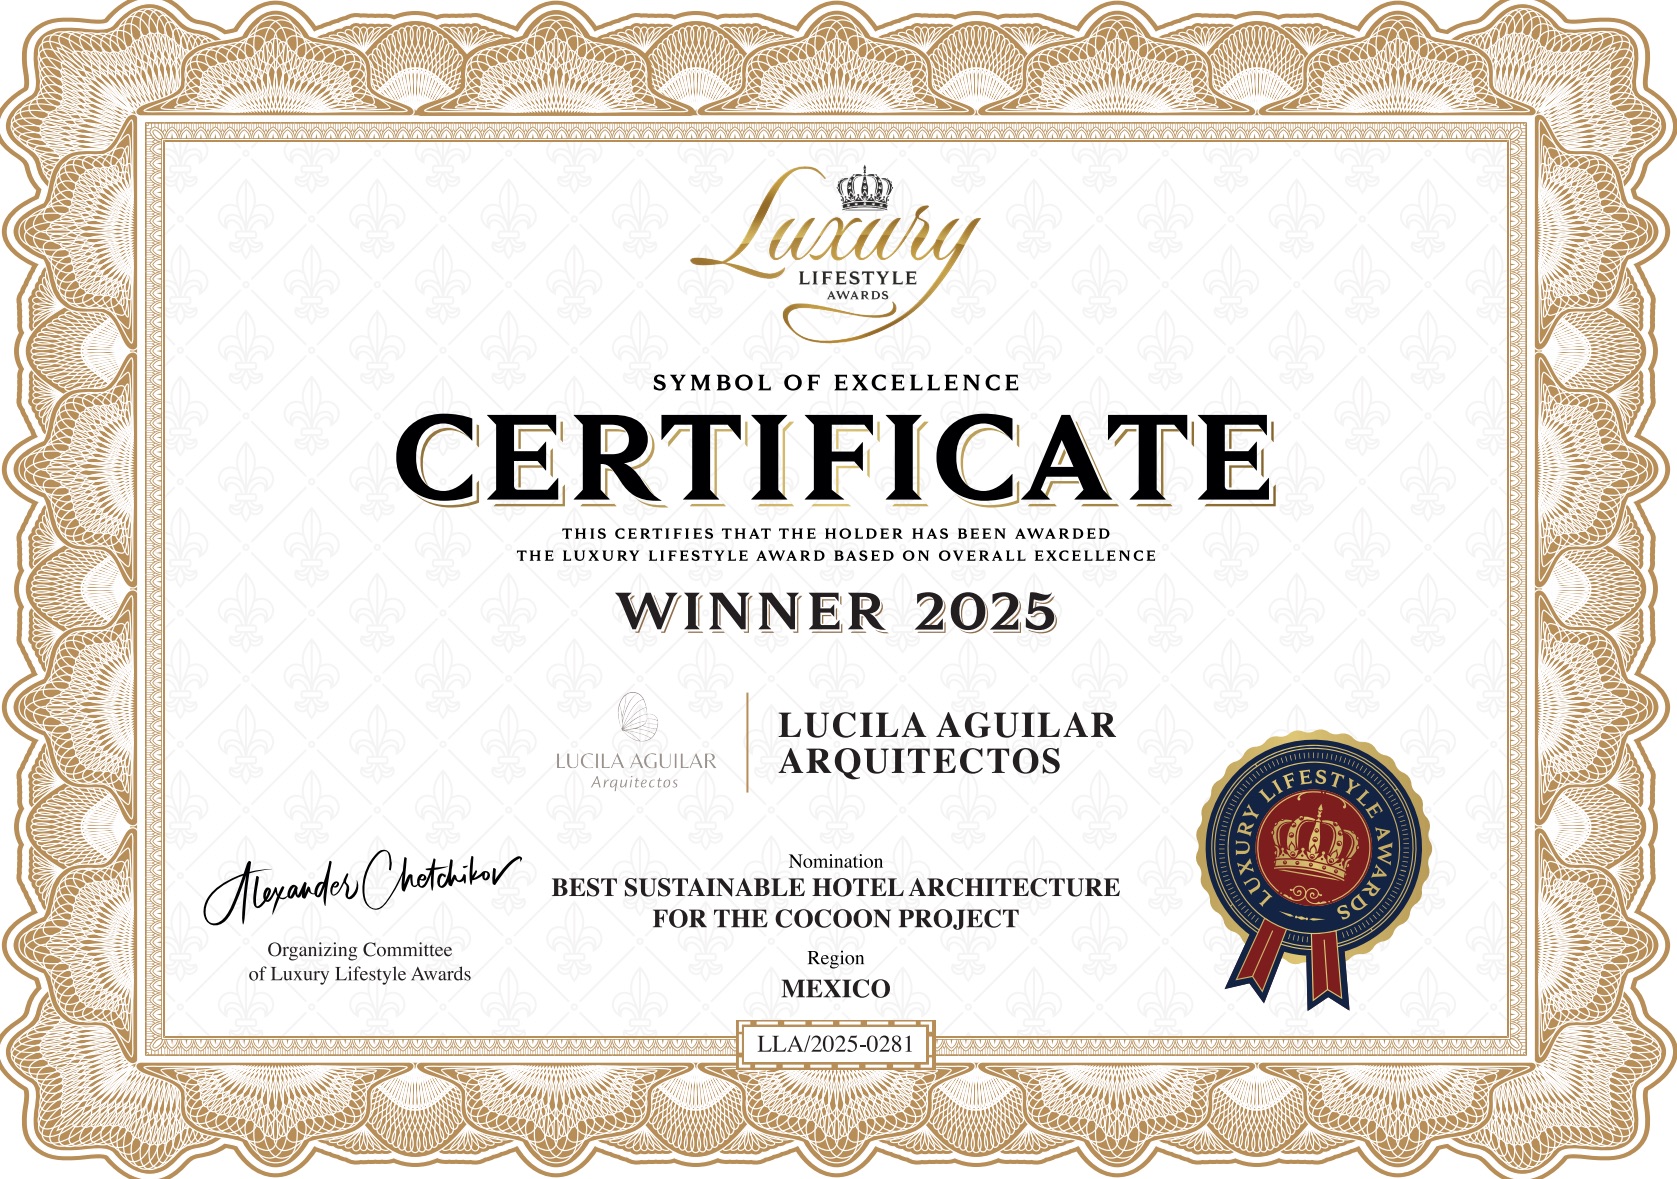 Luxury
LIFESTYLE
AWARDS
SYMBOL OF EXCELLENCE
CERTIFICATE
THIS CERTIFIES THAT THE HOLDER HAS BEEN AWARDED
THE LUXURY LIFESTYLE AWARD BASED ON OVERALL EXCELLENCE
WINNER 2025
LUCILA AGUILAR
Arquitectos
LUCILA AGUILAR
ARQUITECTOS
Alexander Chetchikov
Organizing Committee
of Luxury Lifestyle Awards
Nomination
BEST SUSTAINABLE HOTEL ARCHITECTURE
FOR THE COCOON PROJECT
Region
MEXICO
LUXURY LIFESTYLE AWARDS
LLA/2025-0281